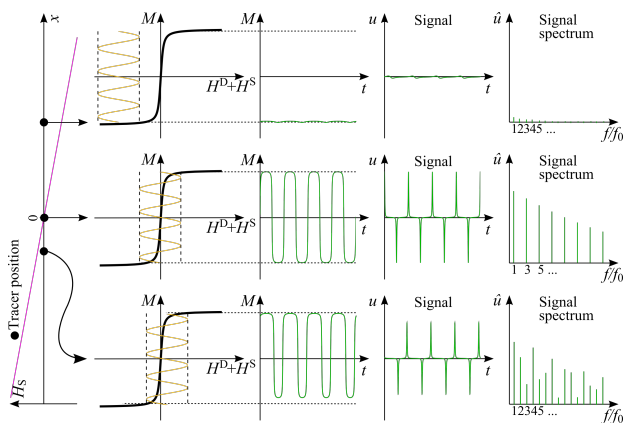 x
0
Tracer position
H_S
M
H^D+H^S
M
t
u
Signal
t
û
Signal
spectrum
12345 ...
f/f₀
M
H^D+H^S
M
t
u
Signal
t
û
Signal
spectrum
1 3 5 ...
f/f₀
M
H^D+H^S
M
t
u
Signal
t
û
Signal
spectrum
12345 ...
f/f₀